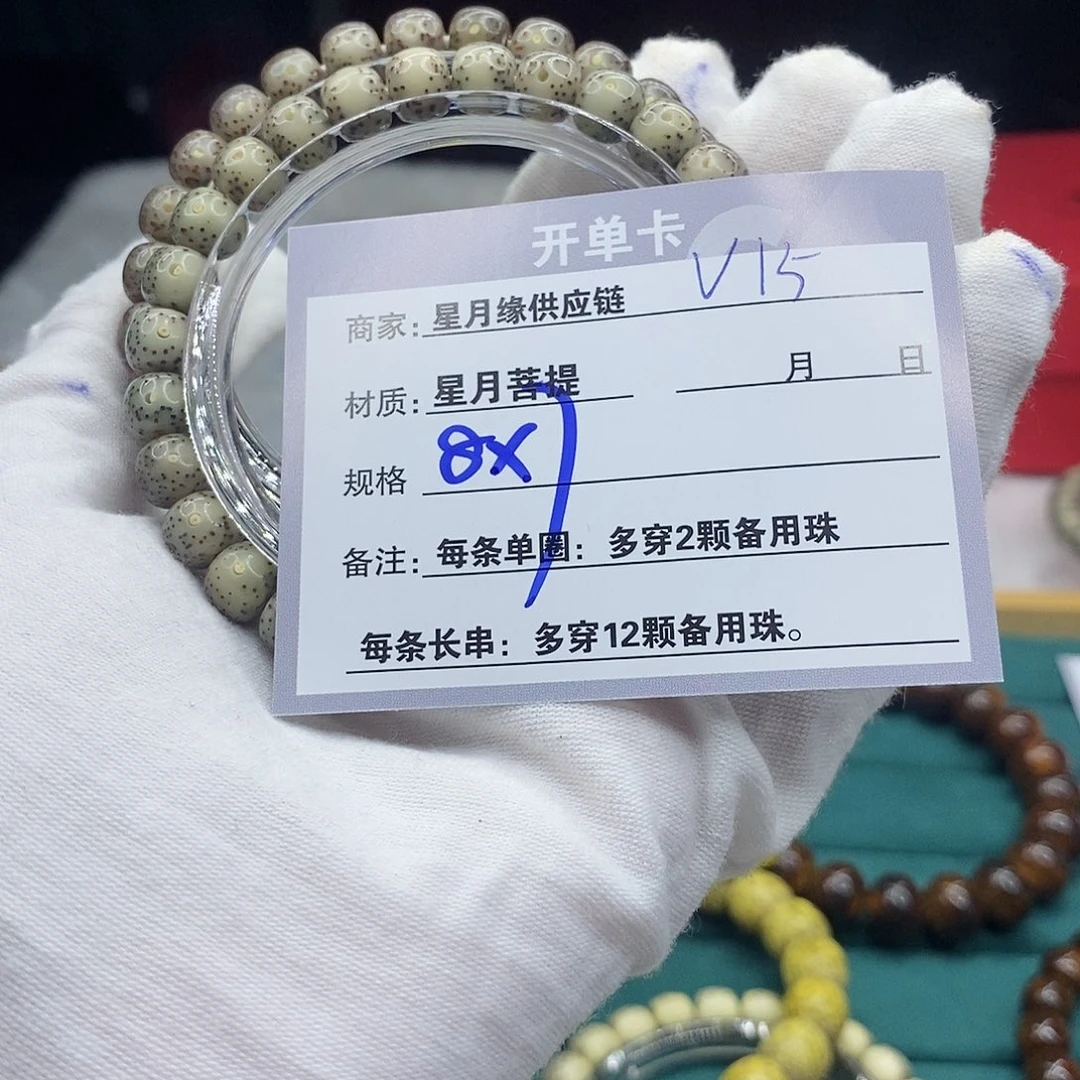 开单卡
商家：星月缘供应链 V15
材质：星月菩提 月 日
规格 8x7
备注：每条单圈：多穿2颗备用珠
每条长串：多穿12颗备用珠。